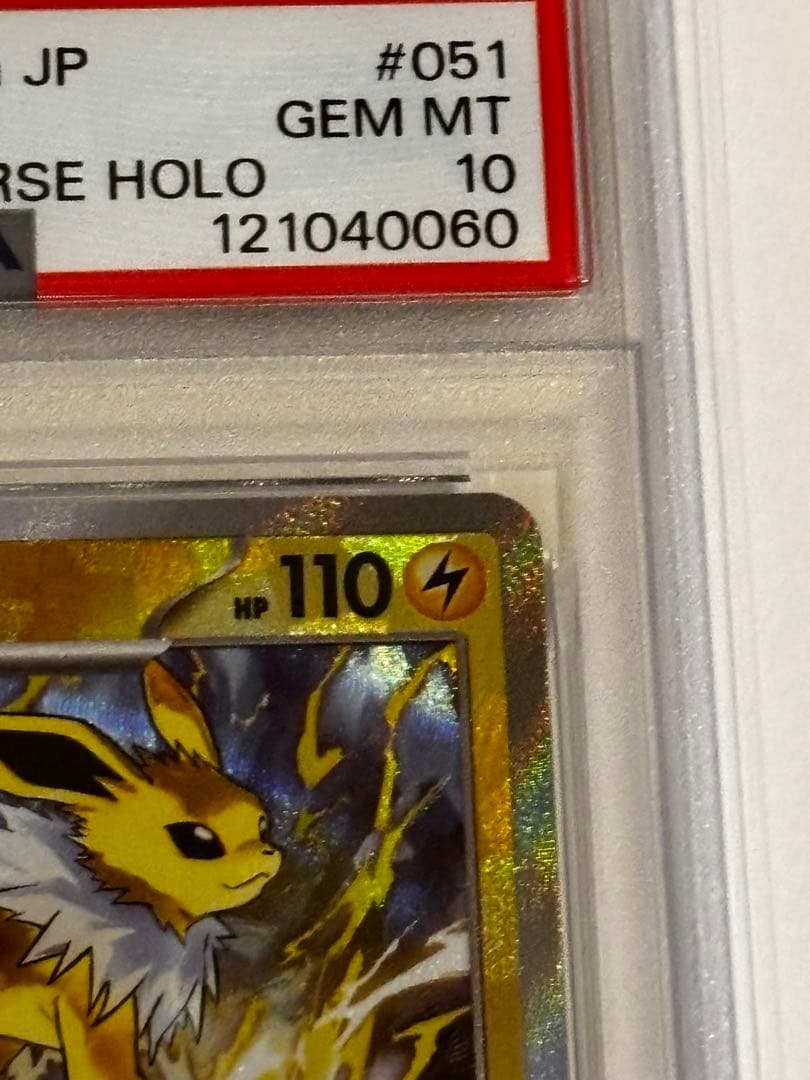 JP #051
GEM MT
RSE HOLO 10
121040060
HP 110